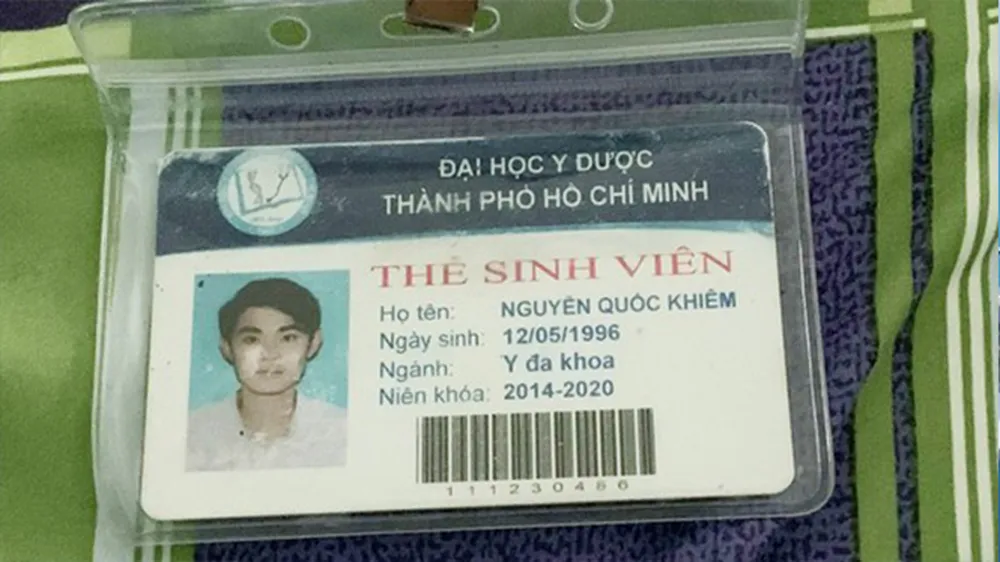 ĐẠI HỌC Y DƯỢC
THÀNH PHỐ HỒ CHÍ MINH
THẺ SINH VIÊN
Họ tên: NGUYỄN QUỐC KHIÊM
Ngày sinh: 12/05/1996
Ngành: Y đa khoa
Niên khóa: 2014-2020
111230486